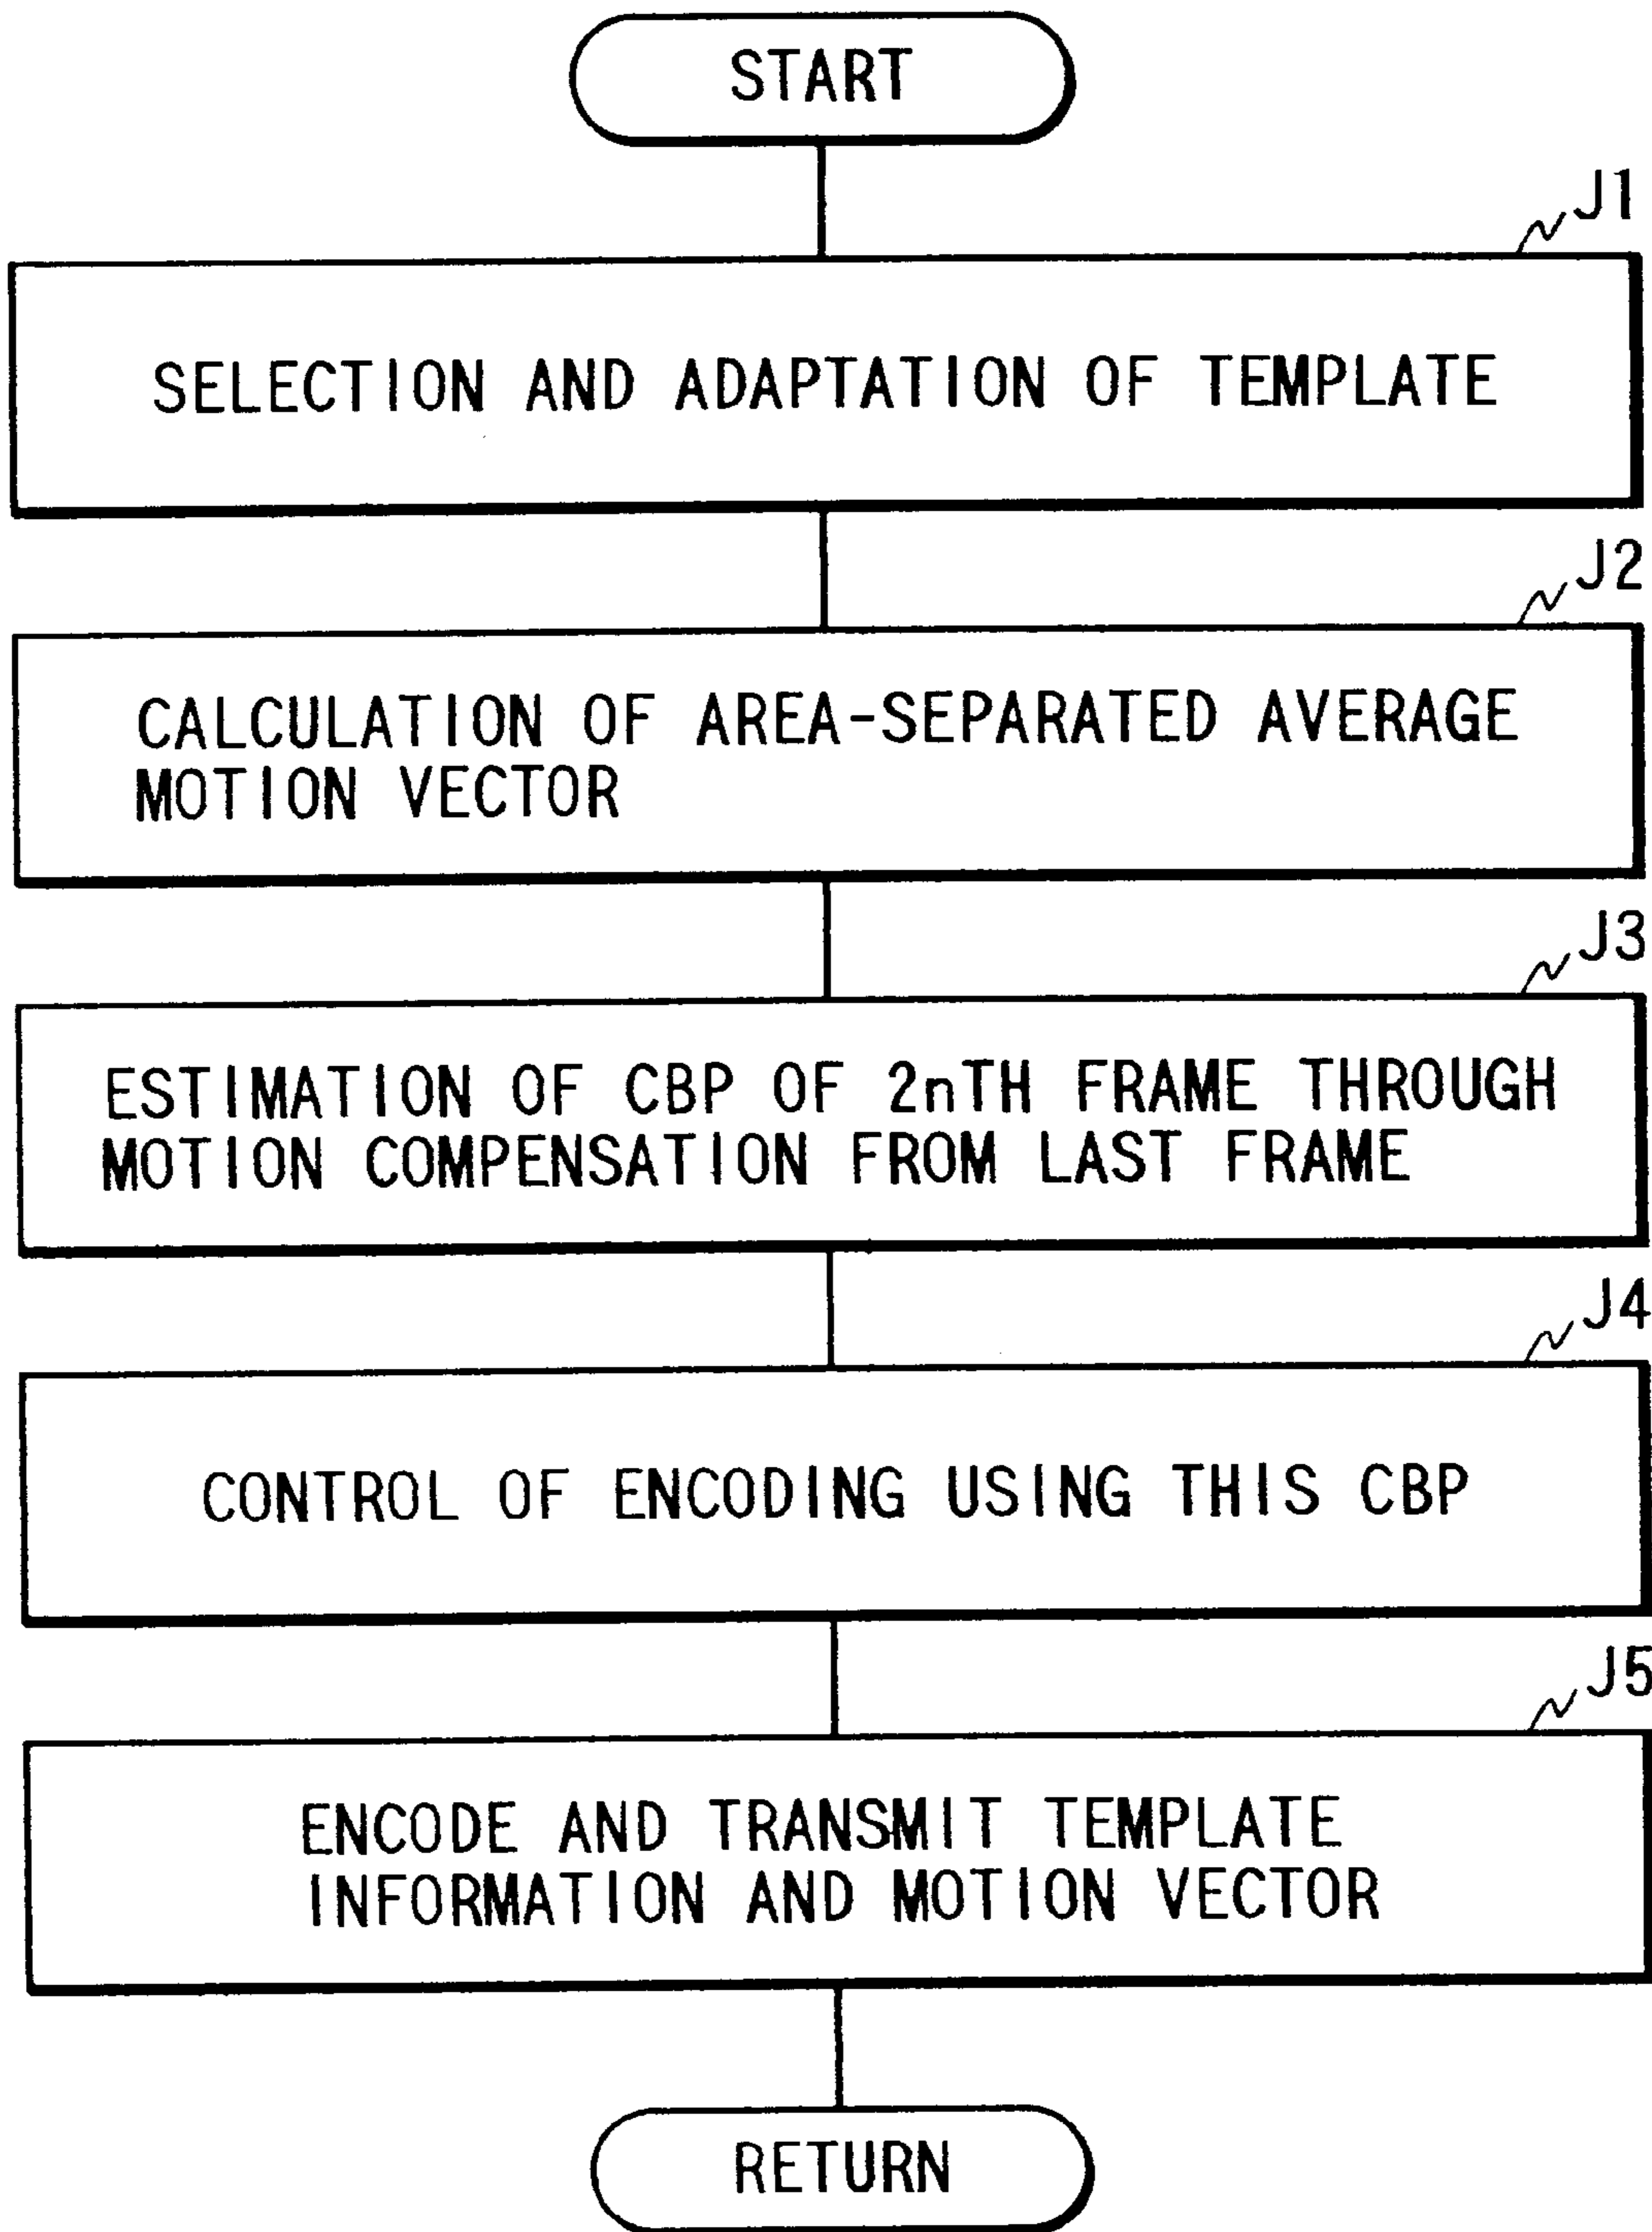 START
J1
SELECTION AND ADAPTATION OF TEMPLATE
J2
CALCULATION OF AREA-SEPARATED AVERAGE
MOTION VECTOR
J3
ESTIMATION OF CBP OF 2nTH FRAME THROUGH
MOTION COMPENSATION FROM LAST FRAME
J4
CONTROL OF ENCODING USING THIS CBP
J5
ENCODE AND TRANSMIT TEMPLATE
INFORMATION AND MOTION VECTOR
RETURN